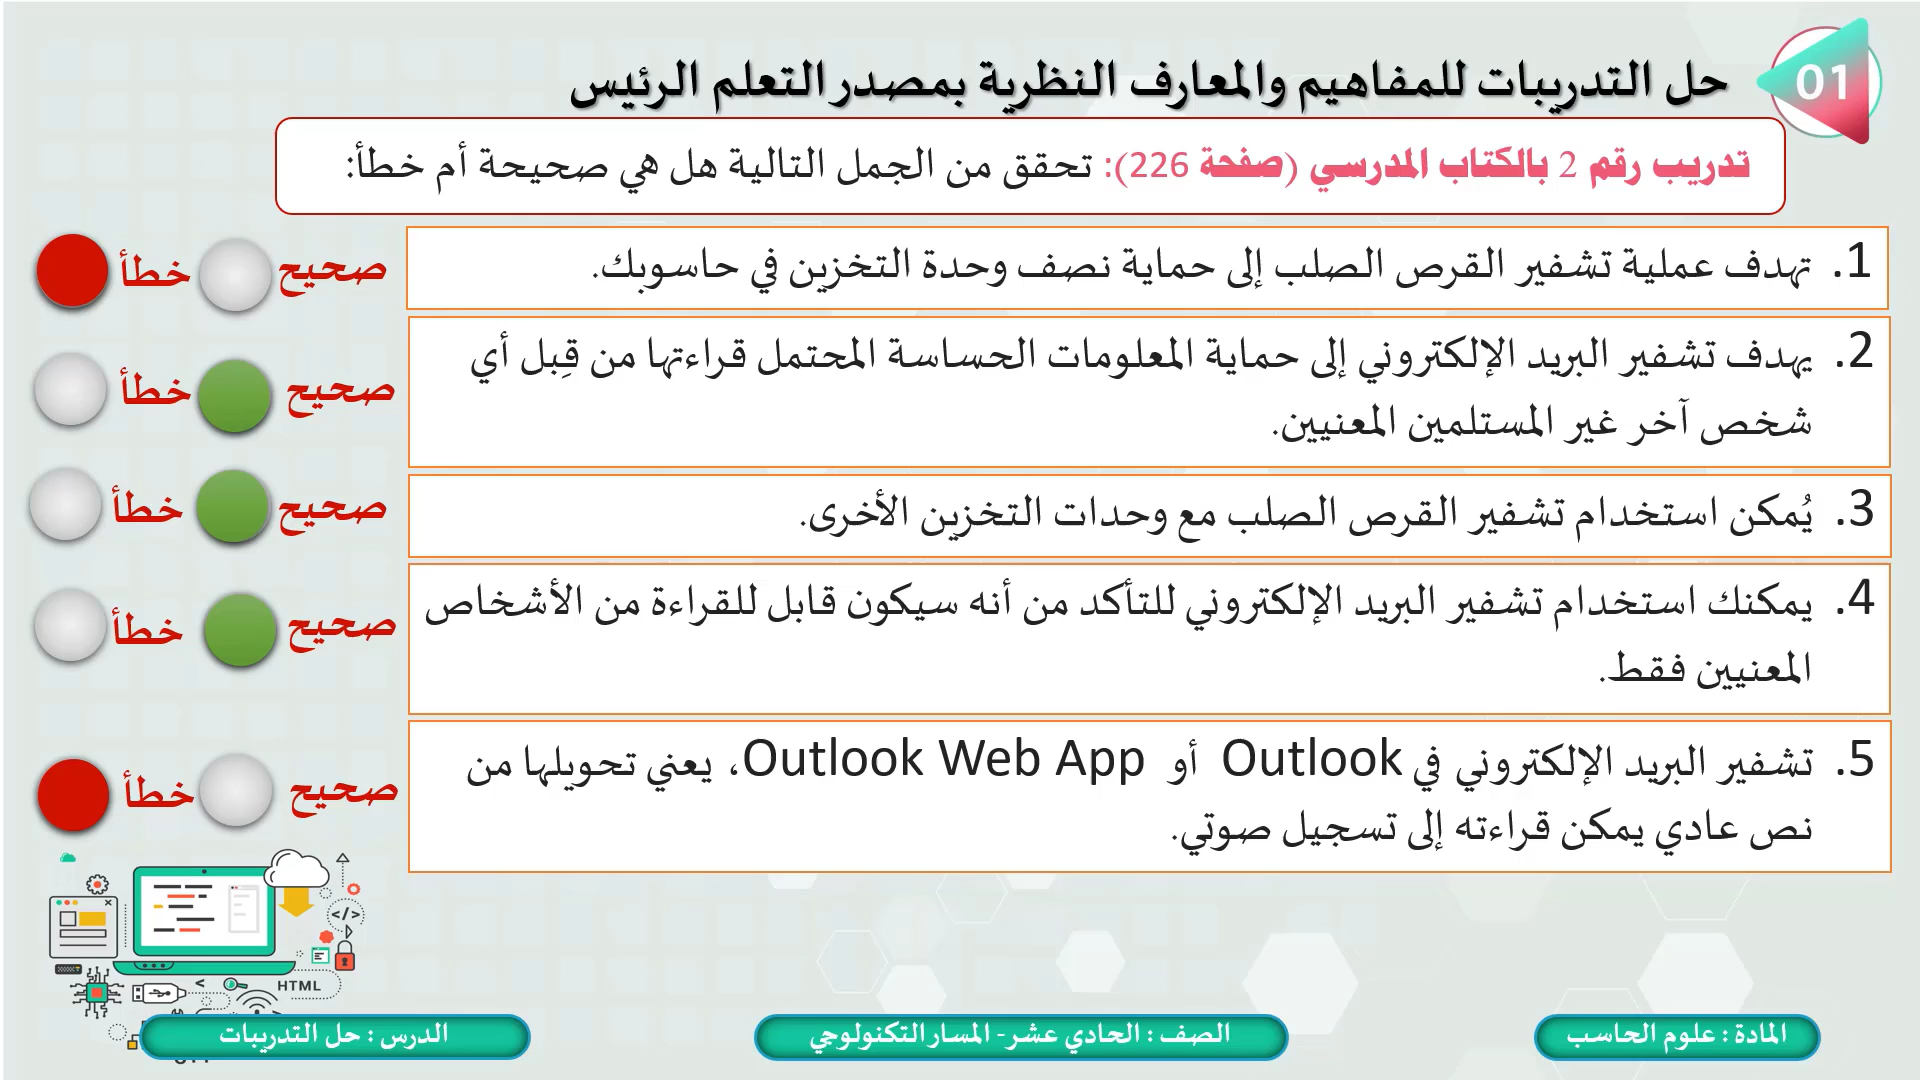 01
حل التدريبات للمفاهيم والمعارف النظرية بمصدر التعلم الرئيس
تدريب رقم 2 بالكتاب المدرسي (صفحة 226): تحقق من الجمل التالية هل هي صحيحة أم خطأ:
1. تهدف عملية تشفير القرص الصلب إلى حماية نصف وحدة التخزين في حاسوبك.
صحيح خطأ
2. يهدف تشفير البريد الإلكتروني إلى حماية المعلومات الحساسة المحتمل قراءتها من قِبل أي
شخص آخر غير المستلمين المعنيين.
صحيح خطأ
3. يُمكن استخدام تشفير القرص الصلب مع وحدات التخزين الأخرى.
صحيح خطأ
4. يمكنك استخدام تشفير البريد الإلكتروني للتأكد من أنه سيكون قابل للقراءة من الأشخاص
المعنيين فقط.
صحيح خطأ
5. تشفير البريد الإلكتروني في Outlook أو Outlook Web App، يعني تحويلها من
نص عادي يمكن قراءته إلى تسجيل صوتي.
صحيح خطأ
</>
<
HTML
المادة : علوم الحاسب
الصف : الحادي عشر- المسار التكنولوجي
الدرس : حل التدريبات